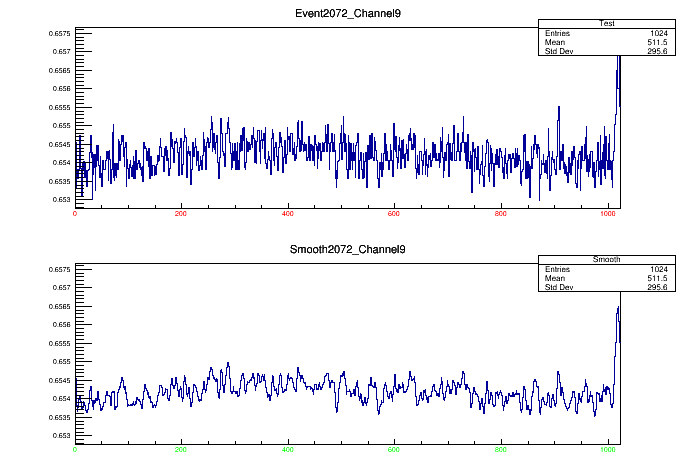 Event2072_Channel9
Test
Entries 1024
Mean 511.5
Std Dev 295.6
0.6575
0.657
0.6565
0.656
0.6555
0.655
0.6545
0.654
0.6535
0.653
0 200 400 600 800 1000
Smooth2072_Channel9
Smooth
Entries 1024
Mean 511.5
Std Dev 295.6
0.6575
0.657
0.6565
0.656
0.6555
0.655
0.6545
0.654
0.6535
0.653
0 200 400 600 800 1000